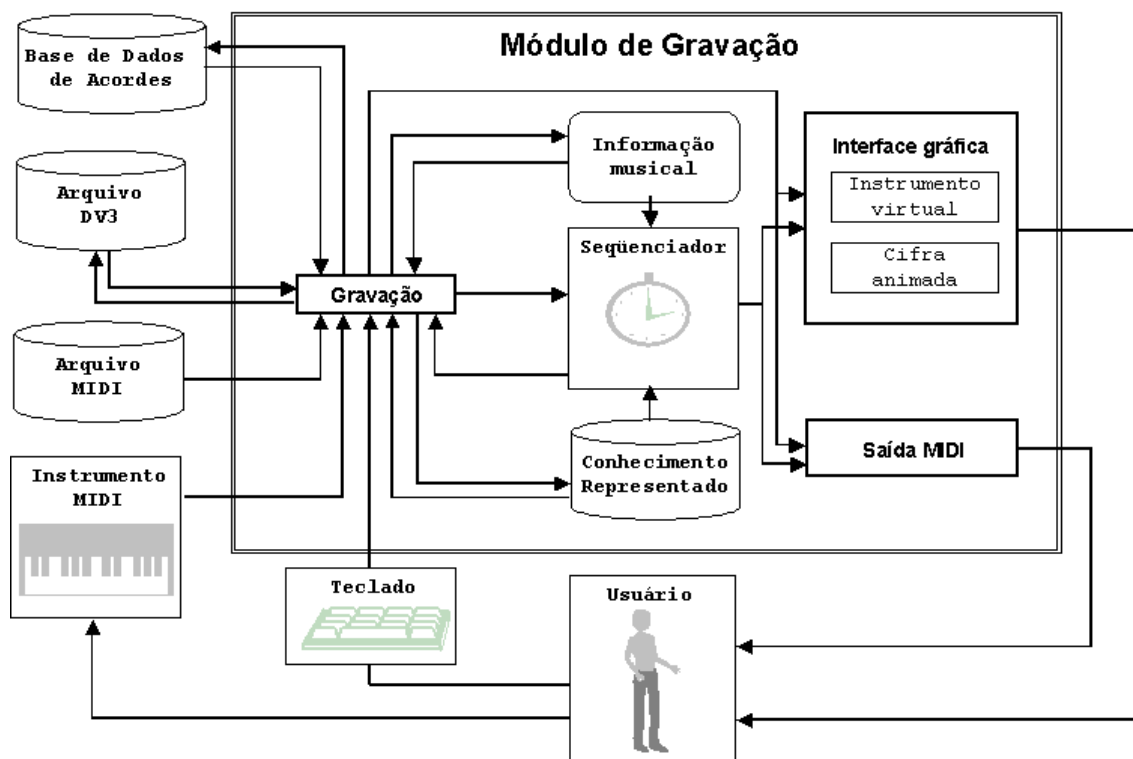 Módulo de Gravação
Base de Dados
de Acordes
Arquivo
DV3
Arquivo
MIDI
Instrumento
MIDI
Gravação
Informação
musical
Seqüenciador
Conhecimento
Representado
Interface gráfica
Instrumento
virtual
Cifra
animada
Saída MIDI
Teclado
Usuário